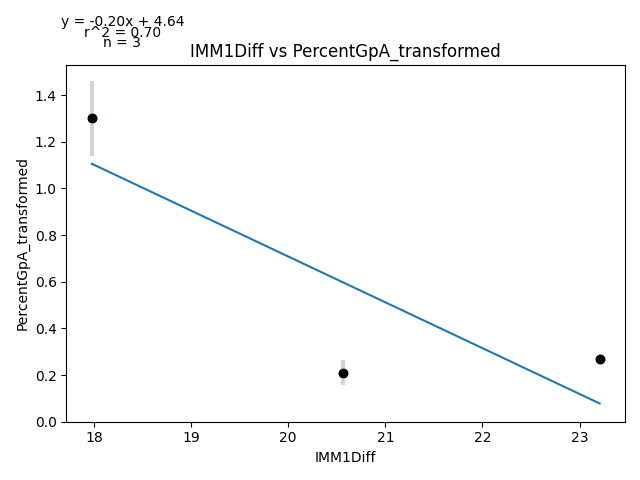 y = -0.20x + 4.64
r^2 = 0.70
n = 3
IMM1Diff vs PercentGpA_transformed
PercentGpA_transformed
1.4
1.2
1.0
0.8
0.6
0.4
0.2
0.0
18 19 20 21 22 23
IMM1Diff